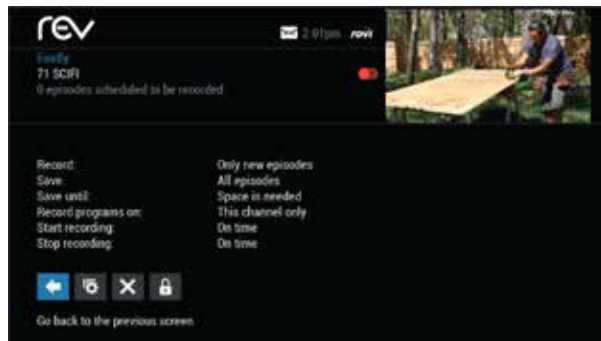 rev
2:01pm rovi
Firefly
71 SCIFI
0 episodes scheduled to be recorded
Record: Only new episodes
Save: All episodes
Save until: Space is needed
Record programs on: This channel only
Start recording: On time
Stop recording: On time
Go back to the previous screen